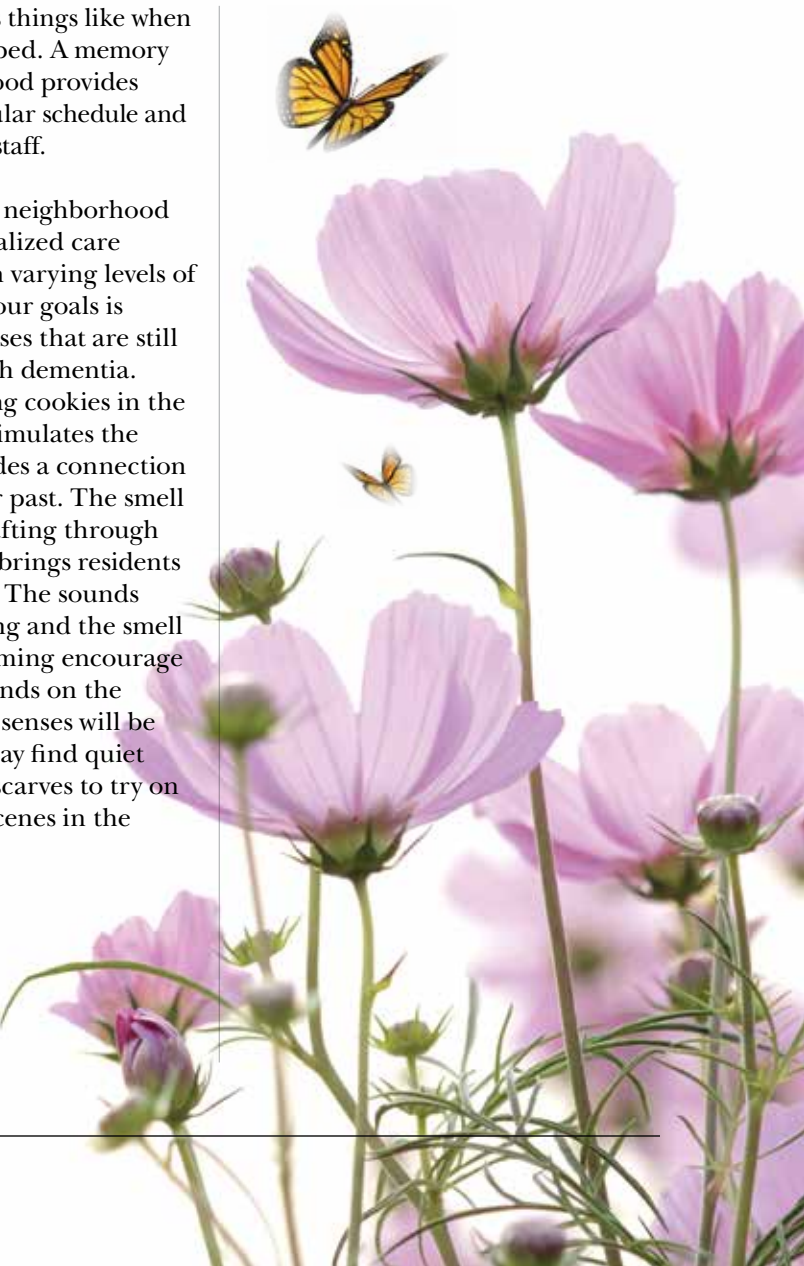 s things like when
bed. A memory
ood provides
ular schedule and
staff.
neighborhood
alized care
n varying levels of
our goals is
ses that are still
h dementia.
ng cookies in the
timulates the
des a connection
r past. The smell
fting through
brings residents
The sounds
ng and the smell
ming encourage
nds on the
senses will be
ay find quiet
scarves to try on
cenes in the